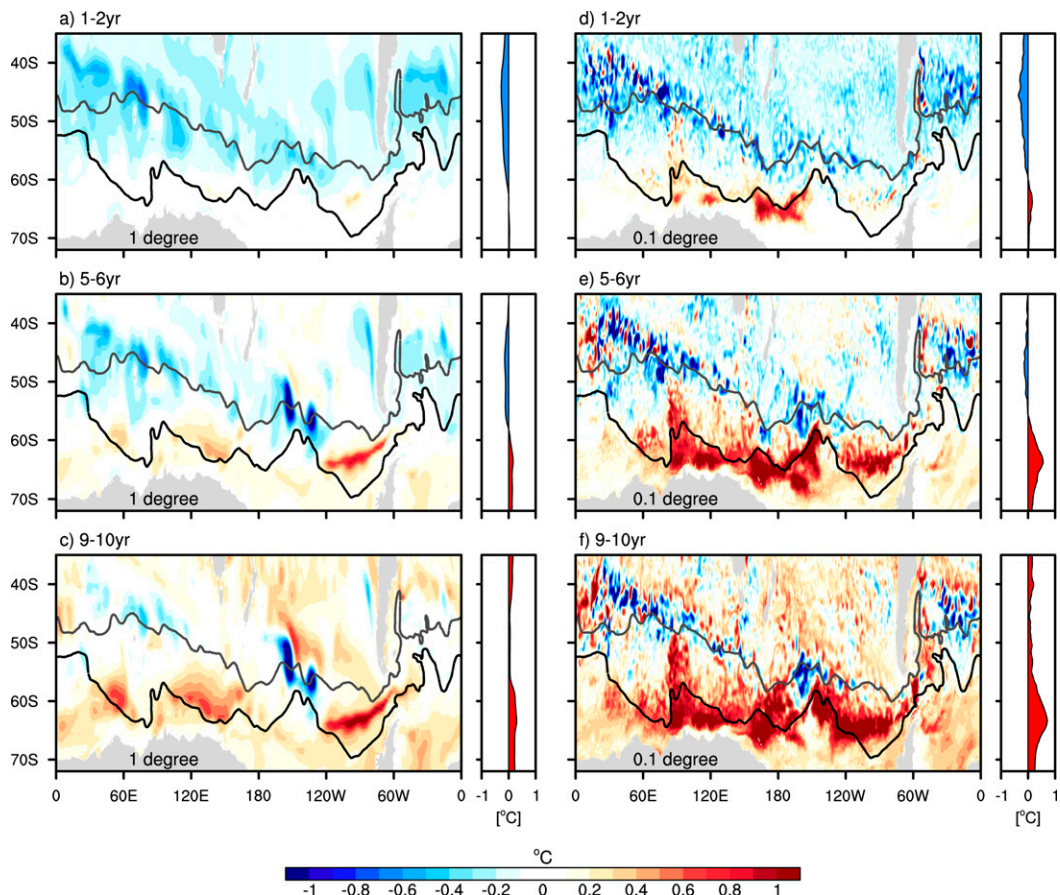 a) 1-2yr
d) 1-2yr
40S
50S
60S
70S
1 degree
0.1 degree
b) 5-6yr
e) 5-6yr
40S
50S
60S
70S
1 degree
0.1 degree
c) 9-10yr
f) 9-10yr
40S
50S
60S
70S
1 degree
0.1 degree
0 60E 120E 180 120W 60W 0 -1 0 1 0 60E 120E 180 120W 60W 0 -1 0 1
[°C] [°C]
°C
-1 -0.8 -0.6 -0.4 -0.2 0 0.2 0.4 0.6 0.8 1